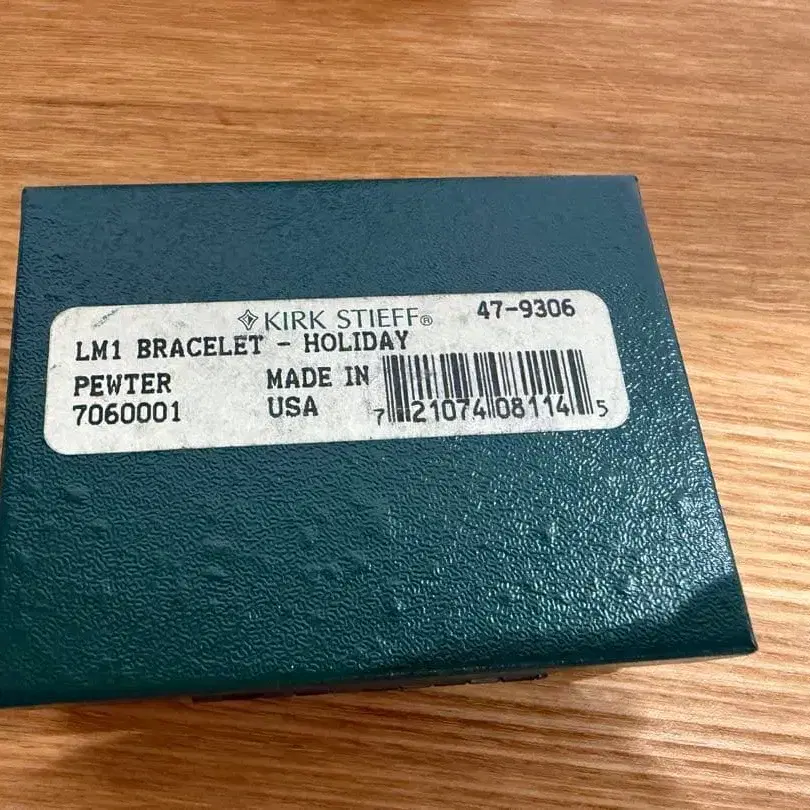 KIRK STIEFF® 47-9306
LM1 BRACELET - HOLIDAY
PEWTER MADE IN
7060001 USA
7 21074 08114 5